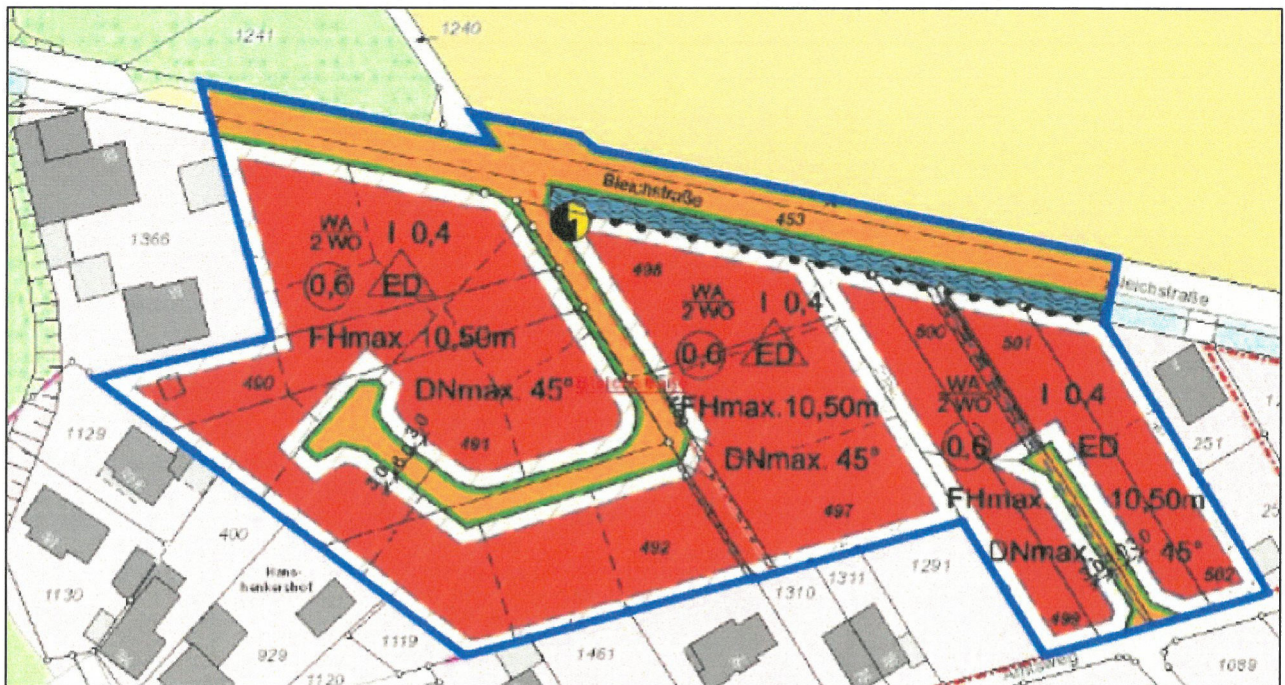 1241
1240
1366
Bleichstraße
453
Bleichstraße
WA
2 WO
I 0,4
0,6
ED
FHmax. 10,50m
DNmax. 45°
490
491
498
WA
2 WO
I 0,4
0,6
ED
FHmax. 10,50m
DNmax. 45°
497
492
500
501
WA
2 WO
I 0,4
0,6
ED
FHmax. 10,50m
DNmax. 45°
499
502
251
1129
400
Hans-
henkershof
1130
929
1119
1120
1461
1310
1311
1291
1089